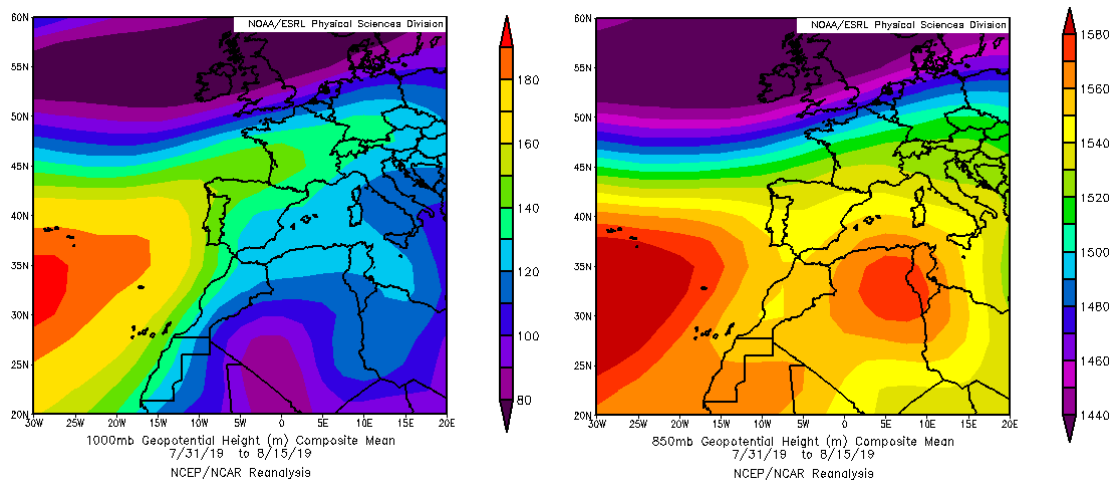 NOAA/ESRL Physical Sciences Division
60N
55N
50N
45N
40N
35N
30N
25N
20N
30W 25W 20W 15W 10W 5W 0 5E 10E 15E 20E
180
160
140
120
100
80
1000mb Geopotential Height (m) Composite Mean
7/31/19 to 8/15/19
NCEP/NCAR Reanalysis
NOAA/ESRL Physical Sciences Division
60N
55N
50N
45N
40N
35N
30N
25N
20N
30W 25W 20W 15W 10W 5W 0 5E 10E 15E 20E
1580
1560
1540
1520
1500
1480
1460
1440
850mb Geopotential Height (m) Composite Mean
7/31/19 to 8/15/19
NCEP/NCAR Reanalysis